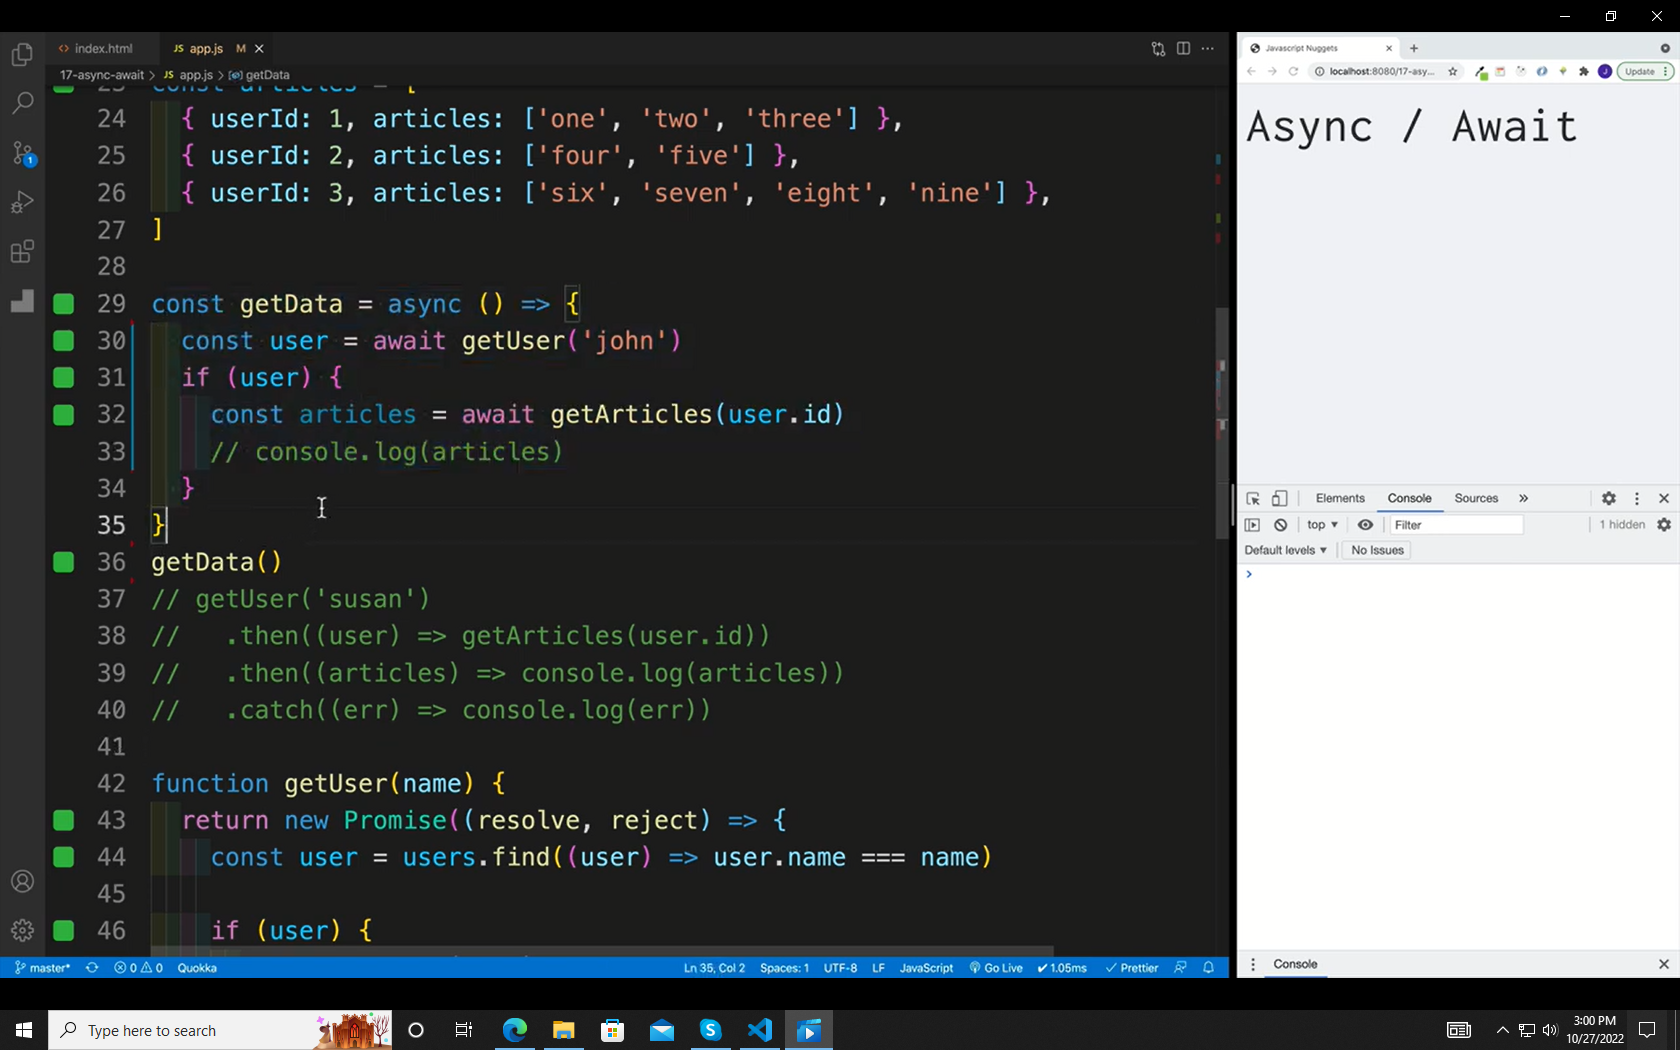 index.html
JS app.js M
17-async-await > JS app.js > getData
23 const articles = [
24 { userId: 1, articles: ['one', 'two', 'three'] },
25 { userId: 2, articles: ['four', 'five'] },
26 { userId: 3, articles: ['six', 'seven', 'eight', 'nine'] },
27 ]
28
29 const getData = async () => {
30 const user = await getUser('john')
31 if (user) {
32 const articles = await getArticles(user.id)
33 // console.log(articles)
34 }
35 }
36 getData()
37 // getUser('susan')
38 // .then((user) => getArticles(user.id))
39 // .then((articles) => console.log(articles))
40 // .catch((err) => console.log(err))
41
42 function getUser(name) {
43 return new Promise((resolve, reject) => {
44 const user = users.find((user) => user.name === name)
45
46 if (user) {
1
master* 0 0 Quokka Ln 35, Col 2 Spaces: 1 UTF-8 LF JavaScript Go Live ✔ 1.05ms ✓ Prettier
Javascript Nuggets
localhost:8080/17-asy... J Update
Async / Await
Elements Console Sources »
top Filter 1 hidden
Default levels No Issues
>
Console
Type here to search
3:00 PM
10/27/2022